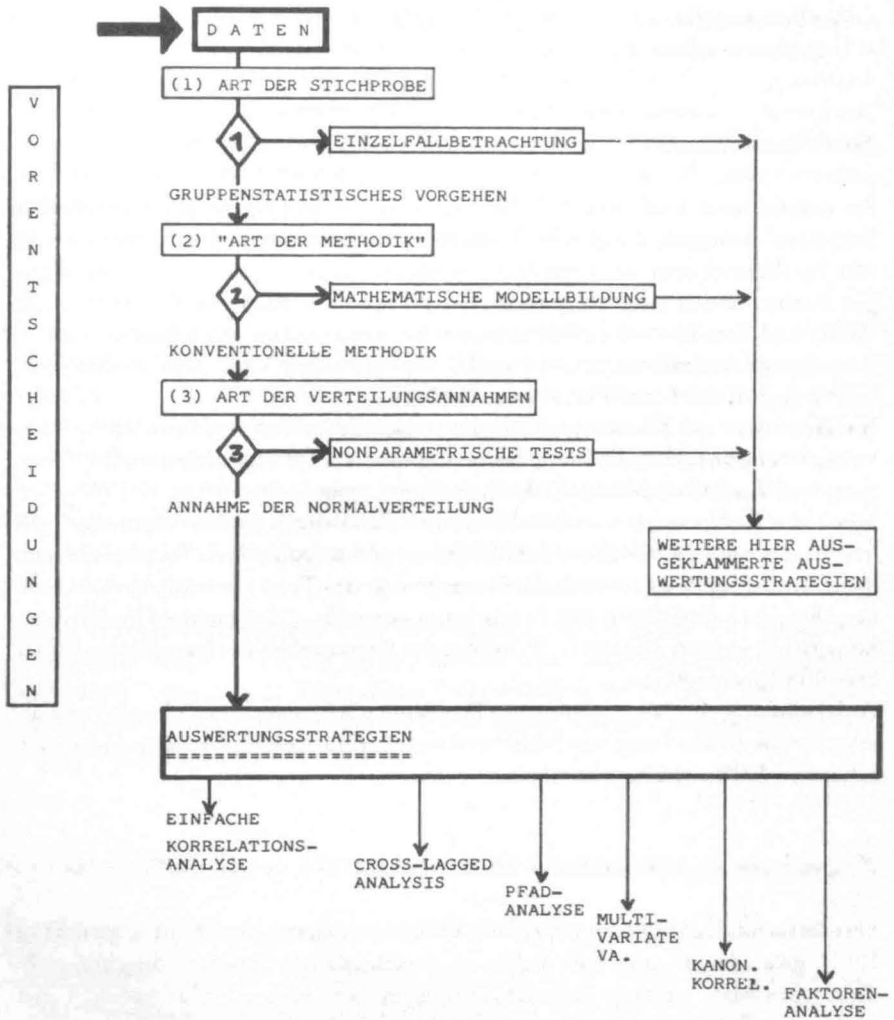 D A T E N
(1) ART DER STICHPROBE
V O R E N T S C H E I D U N G E N
1
EINZELFALLBETRACHTUNG
GRUPPENSTATISTISCHES VORGEHEN
(2) "ART DER METHODIK"
2
MATHEMATISCHE MODELLBILDUNG
KONVENTIONELLE METHODIK
(3) ART DER VERTEILUNGSANNAHMEN
3
NONPARAMETRISCHE TESTS
ANNAHME DER NORMALVERTEILUNG
WEITERE HIER AUS-
GEKLAMMERTE AUS-
WERTUNGSSTRATEGIEN
AUSWERTUNGSSTRATEGIEN
EINFACHE
KORRELATIONS-
ANALYSE
CROSS-LAGGED
ANALYSIS
PFAD-
ANALYSE
MULTI-
VARIATE
VA.
KANON.
KORREL.
FAKTOREN-
ANALYSE